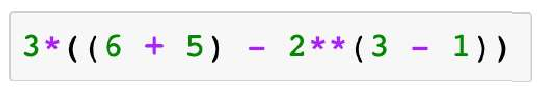 3*((6 + 5) - 2**(3 - 1))